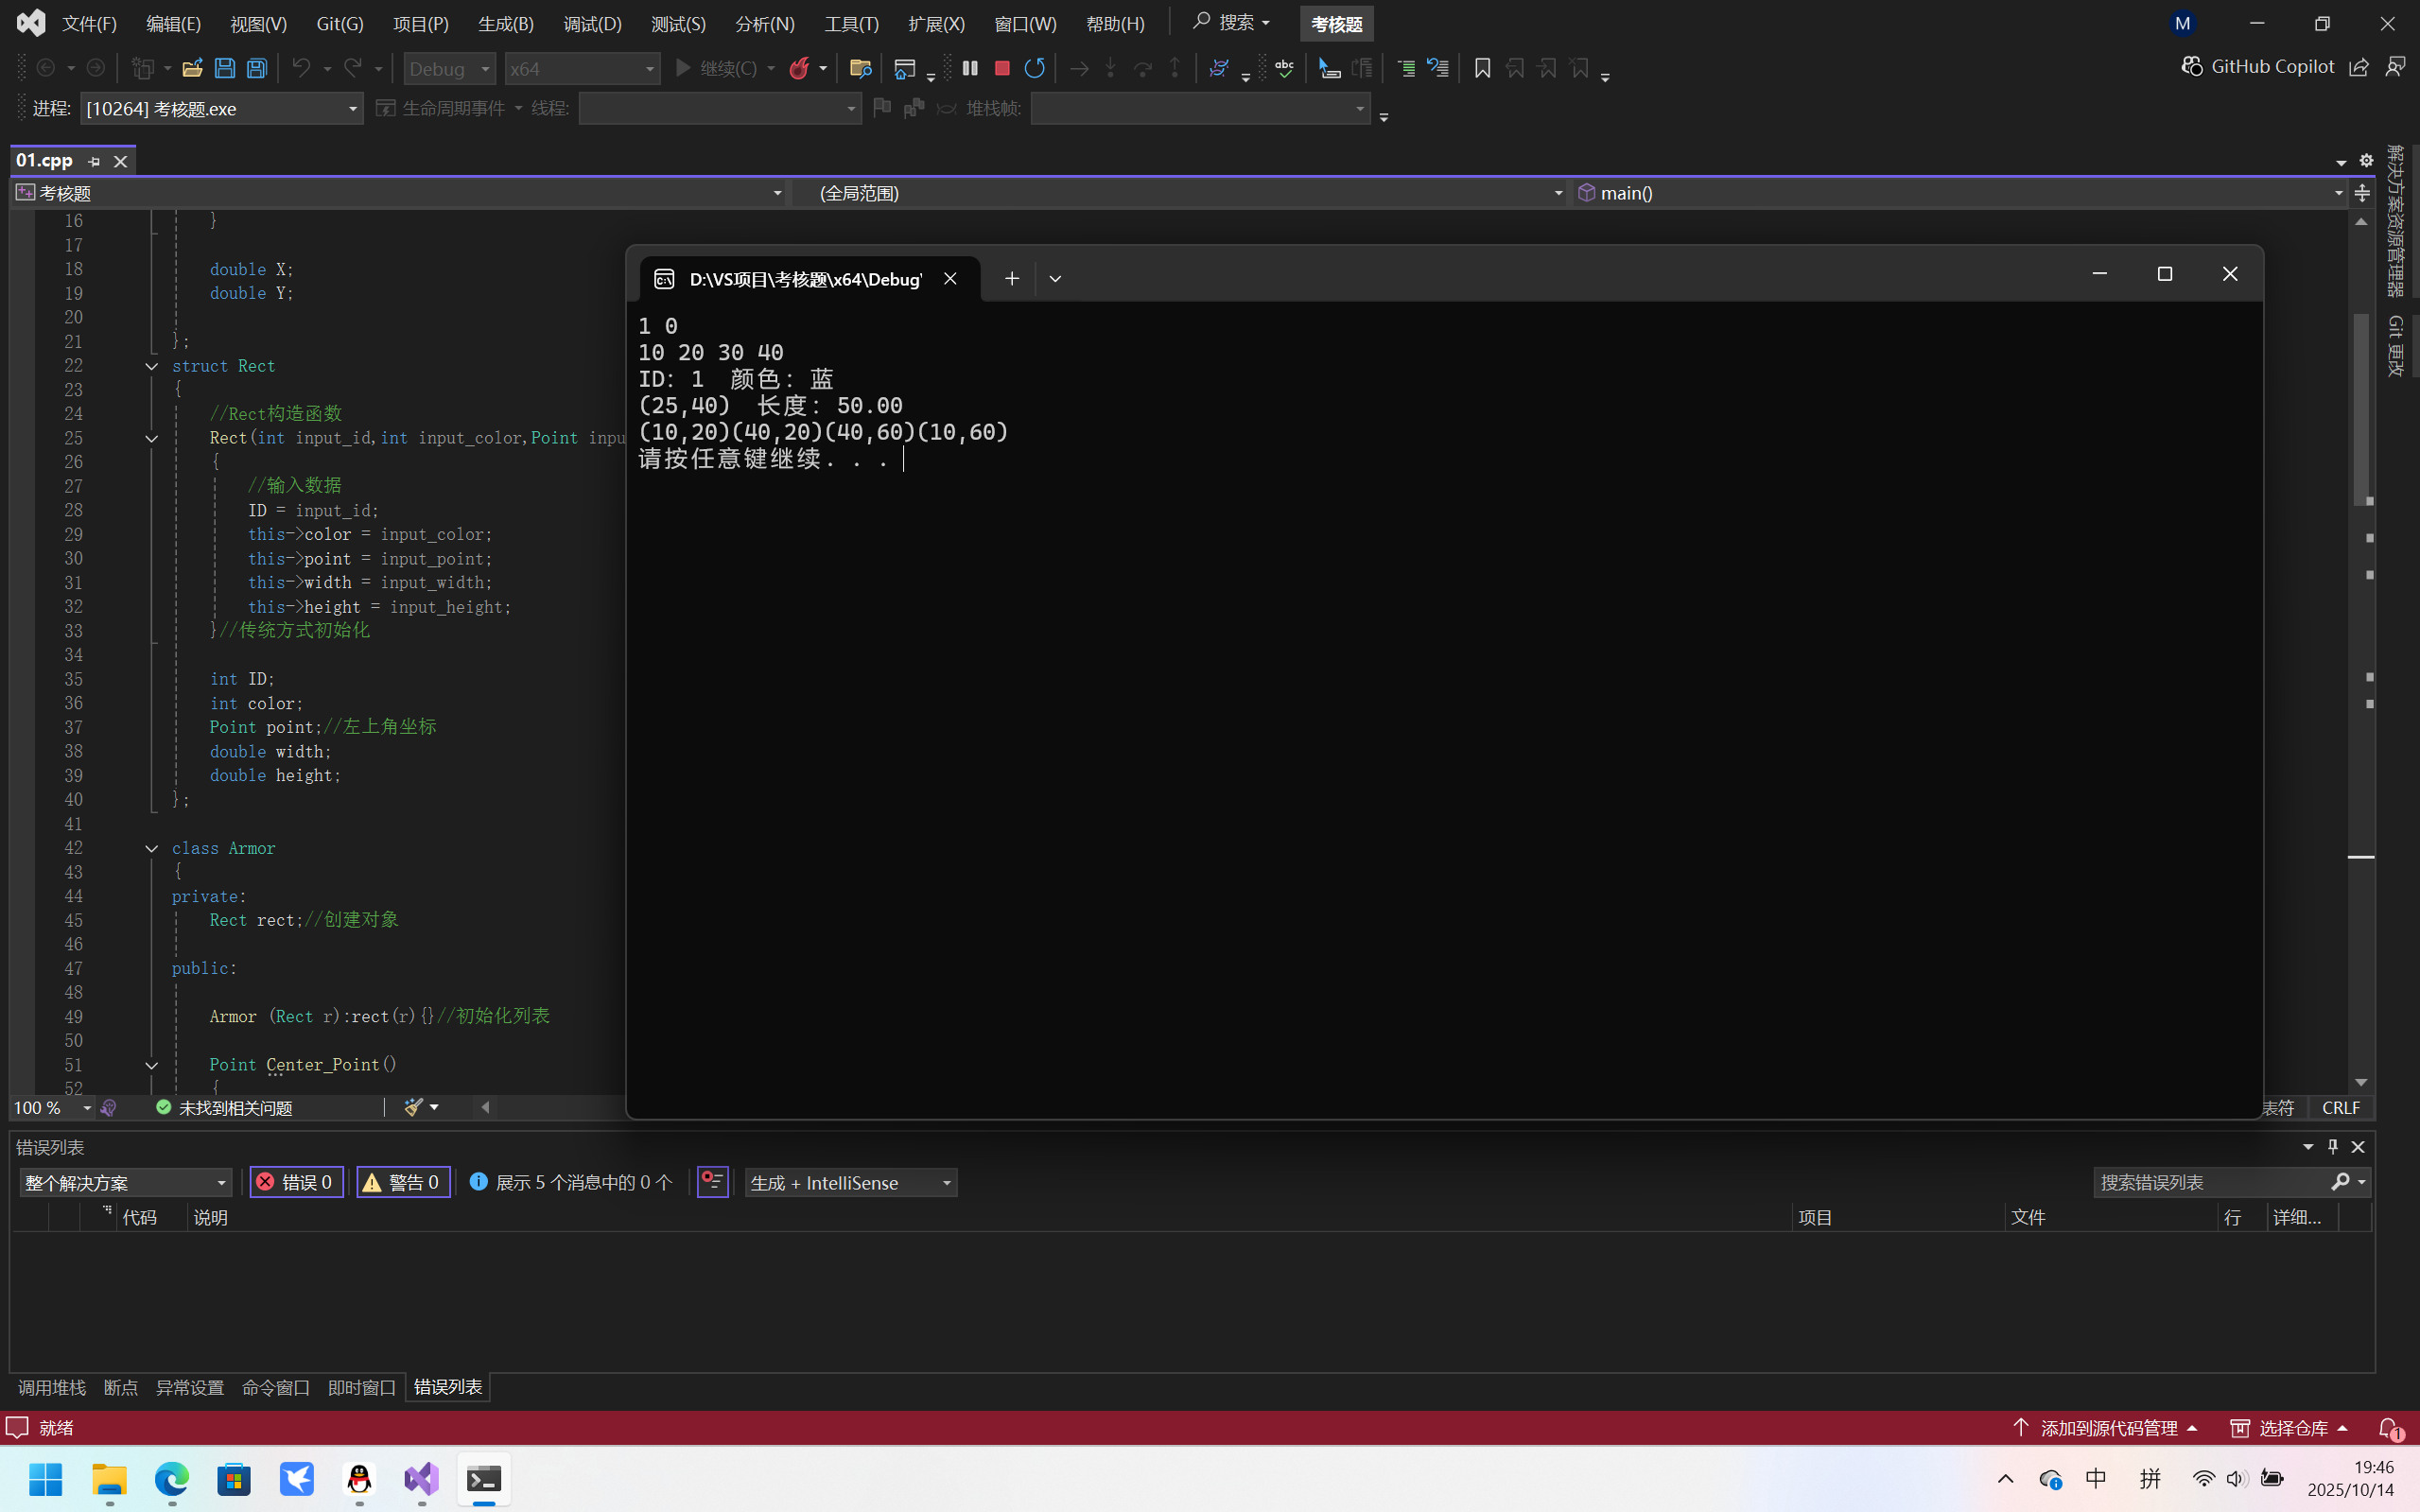 文件(F) 编辑(E) 视图(V) Git(G) 项目(P) 生成(B) 调试(D) 测试(S) 分析(N) 工具(T) 扩展(X) 窗口(W) 帮助(H) 搜索 考核题 M
Debug x64 继续(C) abc GitHub Copilot
进程: [10264] 考核题.exe 生命周期事件 线程: 堆栈帧:
01.cpp
考核题 (全局范围) main()
解决方案资源管理器
Git 更改
16 }
17
18 double X;
19 double Y;
20
21 };
22 struct Rect
23 {
24 //Rect构造函数
25 Rect(int input_id,int input_color,Point inpu
26 {
27 //输入数据
28 ID = input_id;
29 this->color = input_color;
30 this->point = input_point;
31 this->width = input_width;
32 this->height = input_height;
33 }//传统方式初始化
34
35 int ID;
36 int color;
37 Point point;//左上角坐标
38 double width;
39 double height;
40 };
41
42 class Armor
43 {
44 private:
45 Rect rect;//创建对象
46
47 public:
48
49 Armor (Rect r):rect(r){}//初始化列表
50
51 Point Center_Point()
52 {
D:\VS项目\考核题\x64\Debug\
1 0
10 20 30 40
ID: 1 颜色: 蓝
(25,40) 长度: 50.00
(10,20)(40,20)(40,60)(10,60)
请按任意键继续. . .
100 % 未找到相关问题 表符 CRLF
错误列表
整个解决方案 错误 0 警告 0 展示 5 个消息中的 0 个 生成 + IntelliSense 搜索错误列表
代码 说明 项目 文件 行 详细...
调用堆栈 断点 异常设置 命令窗口 即时窗口 错误列表
就绪 添加到源代码管理 选择仓库 1
中 拼 19:46
2025/10/14